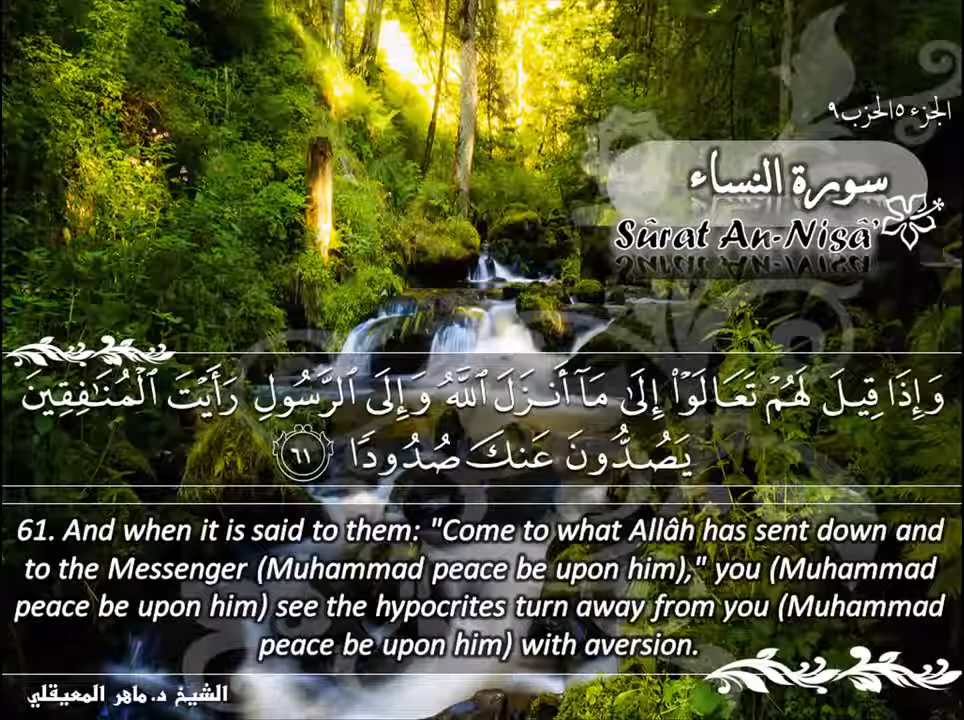 الجزء ٥ الحزب ٩
سورة النساء
Sûrat An-Nisâ'
وَإِذَا قِيلَ لَهُمْ تَعَالَوْا۟ إِلَىٰ مَآ أَنزَلَ ٱللَّهُ وَإِلَى ٱلرَّسُولِ رَأَيْتَ ٱلْمُنَـٰفِقِينَ
يَصُدُّونَ عَنكَ صُدُودًا ٦١
61. And when it is said to them: "Come to what Allâh has sent down and
to the Messenger (Muhammad peace be upon him)," you (Muhammad
peace be upon him) see the hypocrites turn away from you (Muhammad
peace be upon him) with aversion.
الشيخ د. ماهر المعيقلي